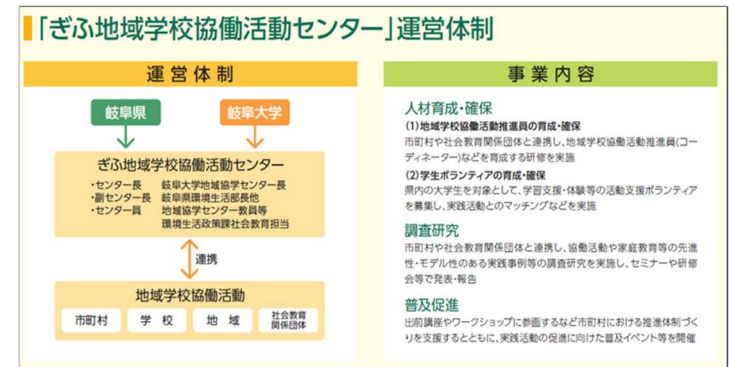 「ぎふ地域学校協働活動センター」運営体制
運営体制
岐阜県
岐阜大学
ぎふ地域学校協働活動センター
・センター長 岐阜大学地域協学センター長
・副センター長 岐阜県環境生活部長他
・センター員 地域協学センター教員等
環境生活政策課社会教育担当
連携
地域学校協働活動
市町村
学校
地域
社会教育
関係団体
事業内容
人材育成・確保
(1)地域学校協働活動推進員の育成・確保
市町村や社会教育関係団体と連携し、地域学校協働活動推進員(コー
ディネーター)などを育成する研修を実施
(2)学生ボランティアの育成・確保
県内の大学生を対象として、学習支援・体験等の活動支援ボランティア
を募集し、実践活動とのマッチングなどを実施
調査研究
市町村や社会教育関係団体と連携し、協働活動や家庭教育等の先進
性・モデル性のある実践事例等の調査研究を実施し、セミナーや研修
会等で発表・報告
普及促進
出前講座やワークショップに参画するなど市町村における推進体制づく
りを支援するとともに、実践活動の促進に向けた普及イベント等を開催